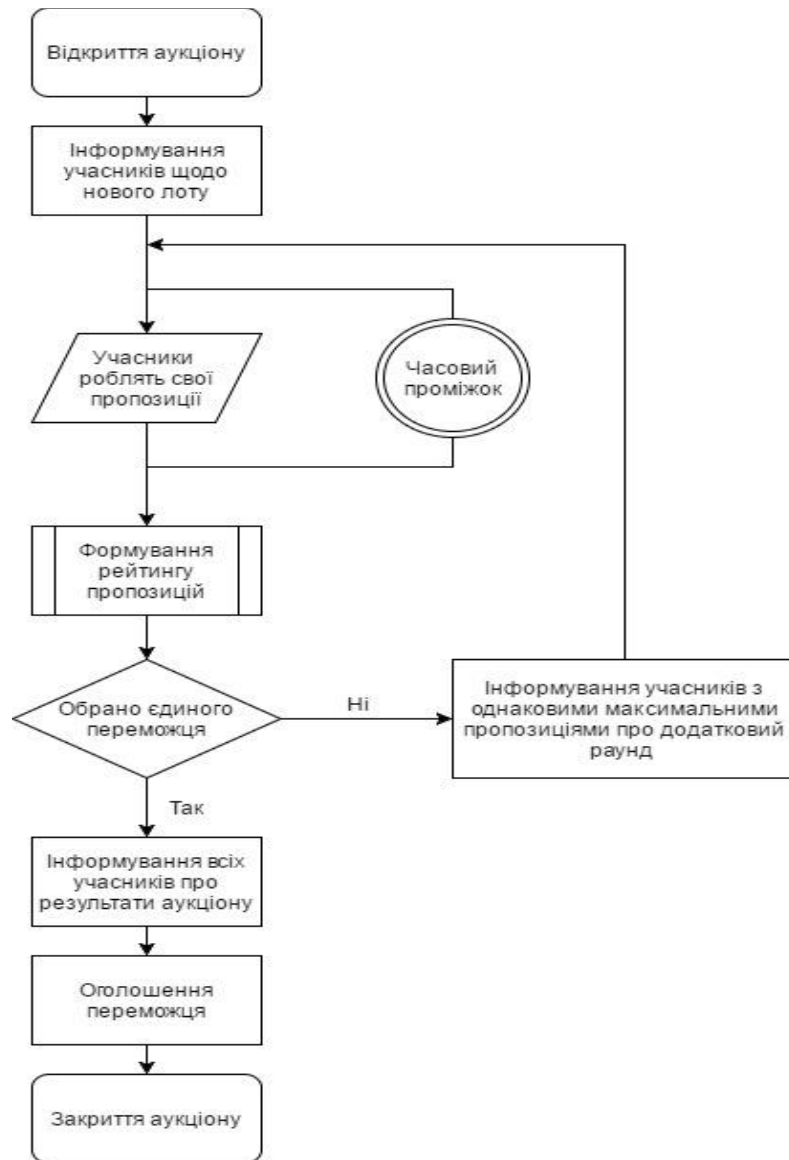 Відкриття аукціону
Інформування
учасників щодо
нового лоту
Учасники
роблять свої
пропозиції
Часовий
проміжок
Формування
рейтингу
пропозицій
Обрано єдиного
переможця
Ні
Інформування учасників з
однаковими максимальними
пропозиціями про додатковий
раунд
Так
Інформування всіх
учасників про
результати аукціону
Оголошення
переможця
Закриття аукціону